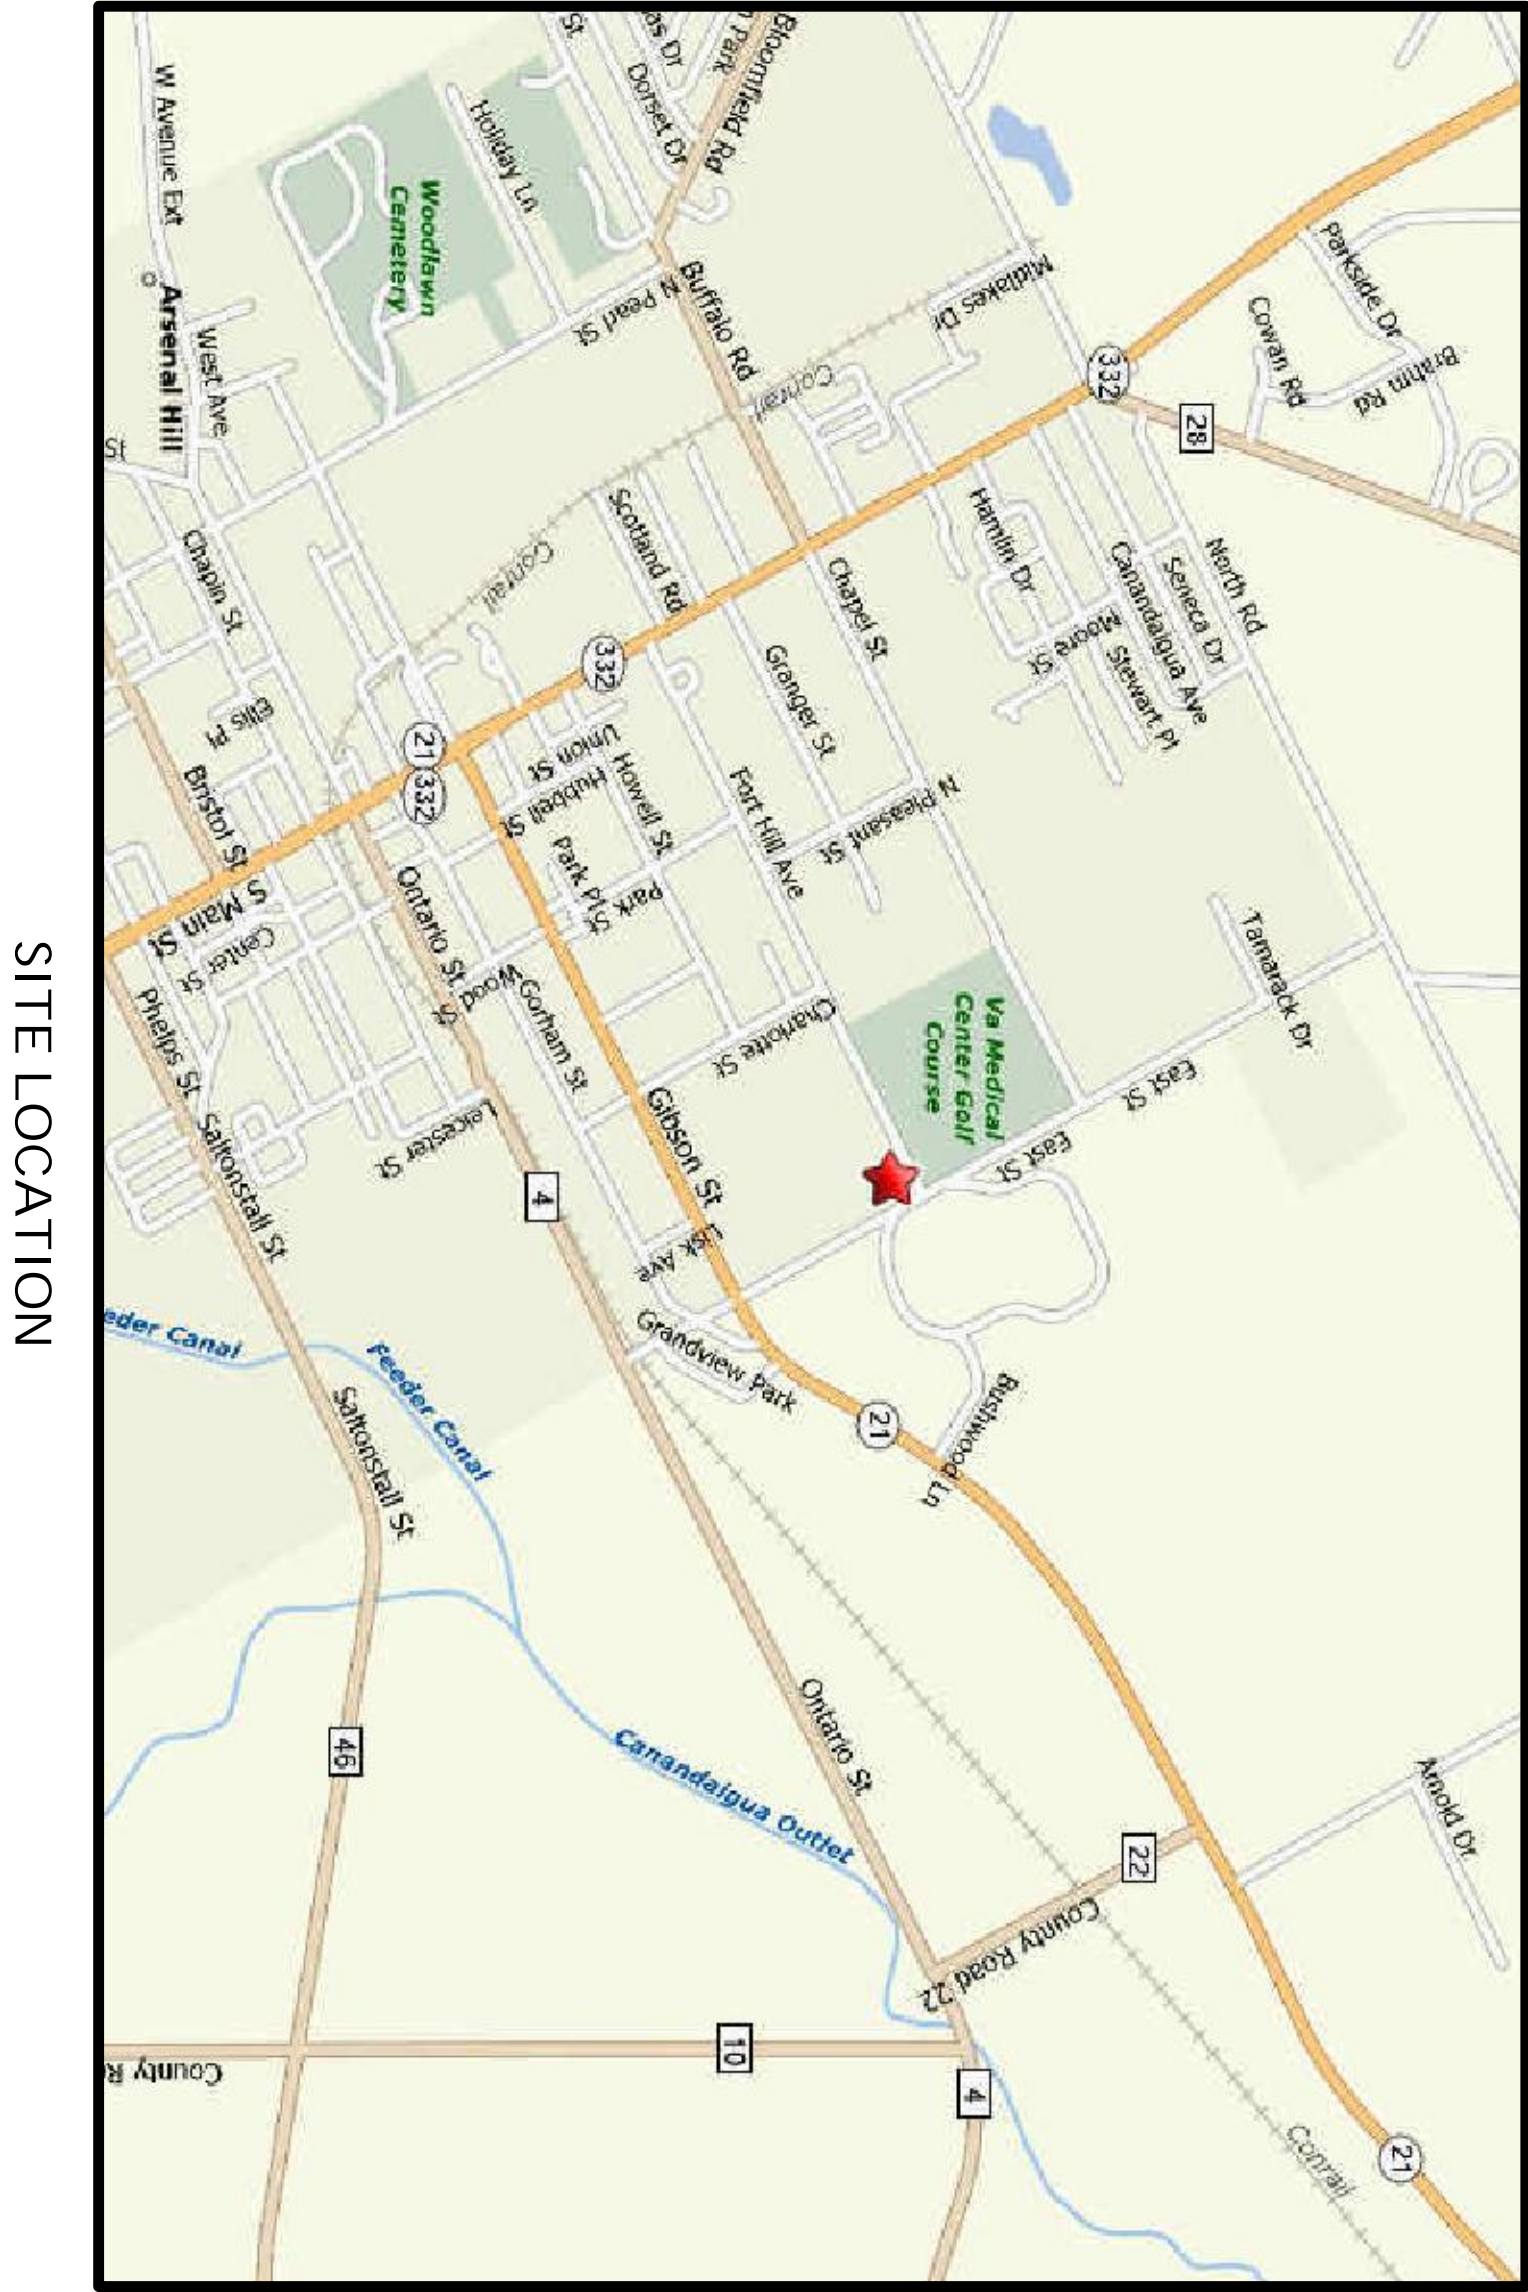 Parkside Dr
Brahm Rd
Cowan Rd
28
332
North Rd
Seneca Dr
Canandaigua Ave
Stewart Pl
Moore St
Hamlin Dr
Midlakes Dr
Tamarack Dr
East St
East St
Va Medical
Center Golf
Course
Arnold Dr
21
Conrail
22
County Road 22
Bushwood Ln
21
Bloomfield Rd
Park
Dorset Dr
Dr
St
Buffalo Rd
Conrail
Chapel St
N Pleasant St
Granger St
Fort Hill Ave
Charlotte St
Scotland Rd
332
Union St
Howell St
Hubbell St
Park Pl
Park St
Gibson St
Ave
Grandview Park
Ontario St
4
10
Canandaigua Outlet
Holiday Ln
N Pearl St
Woodlawn
Cemetery
Conrail
21
332
Ontario St
Wood St
Gorham St
4
Leicester St
Feeder Canal
Saltonstall St
46
W Avenue Ext
Arsenal Hill
West Ave
St
Chapin St
Ellis Pl
Bristol St
S Main St
Center St
Phelps St
Saltonstall St
eder Canal
County R
SITE LOCATION